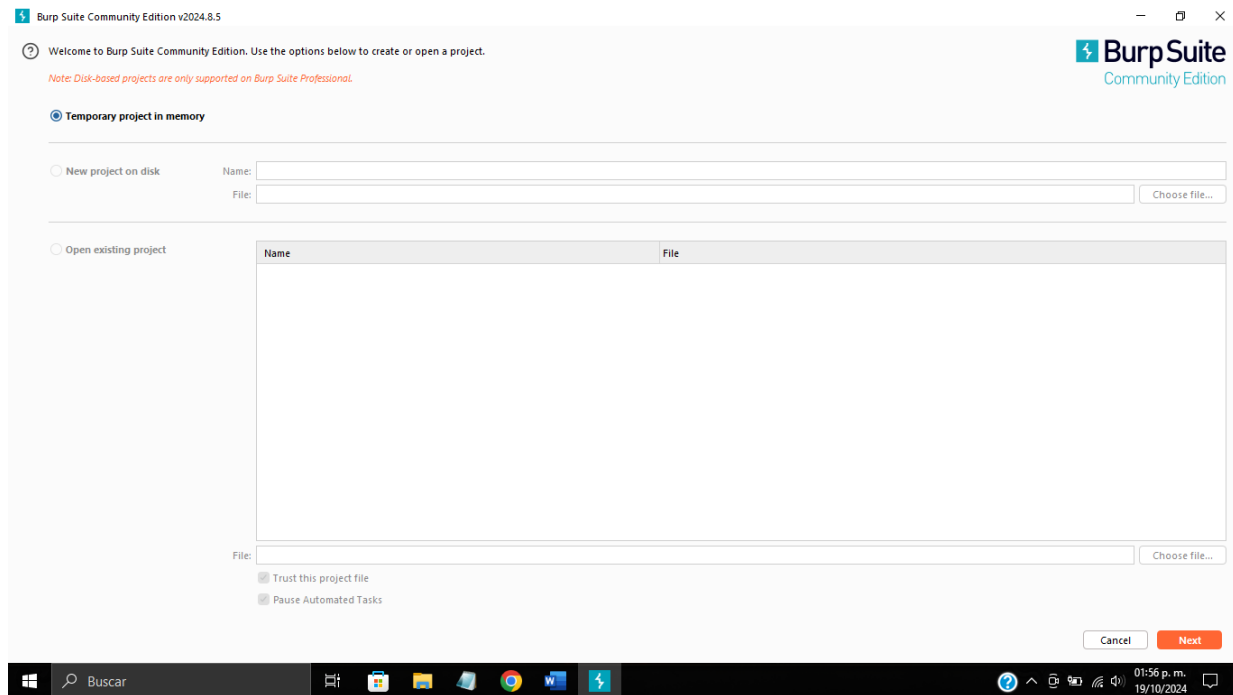 Burp Suite Community Edition v2024.8.5
Welcome to Burp Suite Community Edition. Use the options below to create or open a project.
Burp Suite
Community Edition
Note: Disk-based projects are only supported on Burp Suite Professional.
Temporary project in memory
New project on disk
Name:
File:
Choose file...
Open existing project
Name
File
File:
Choose file...
Trust this project file
Pause Automated Tasks
Cancel
Next
Buscar
01:56 p. m.
19/10/2024